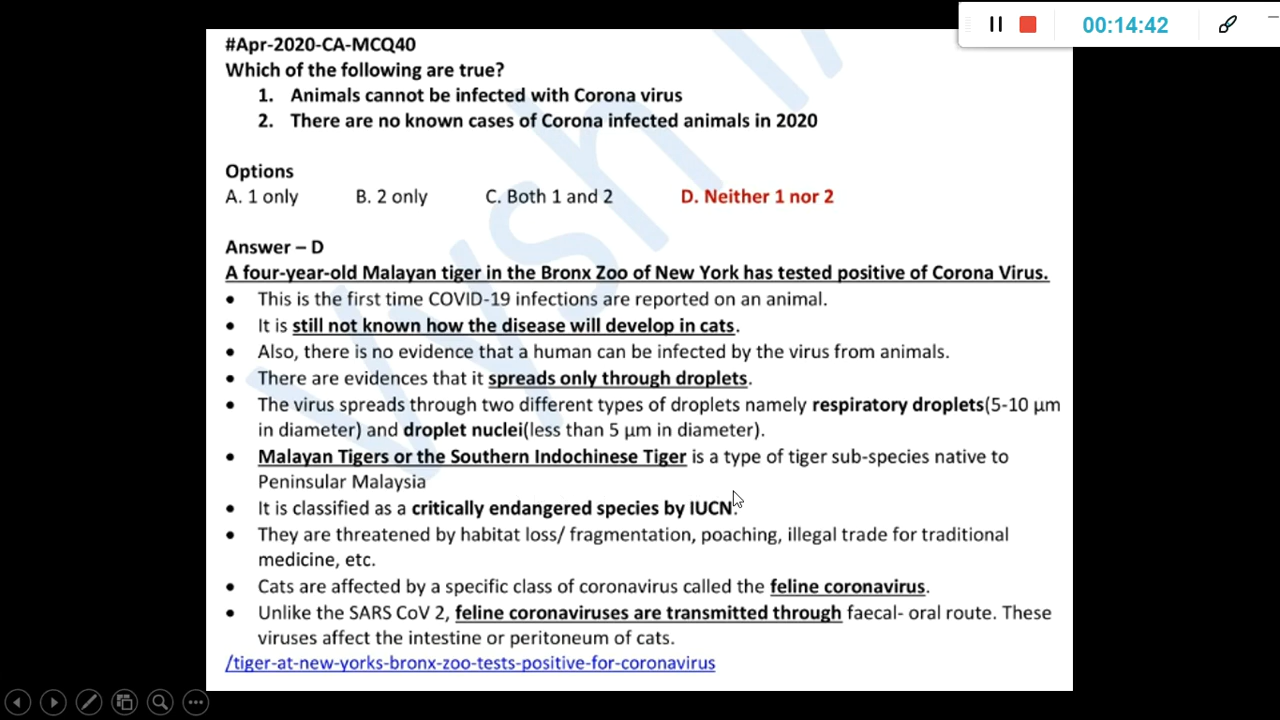 00:14:42
#Apr-2020-CA-MCQ40
Which of the following are true?
1. Animals cannot be infected with Corona virus
2. There are no known cases of Corona infected animals in 2020
Options
A. 1 only B. 2 only C. Both 1 and 2 D. Neither 1 nor 2
Answer – D
A four-year-old Malayan tiger in the Bronx Zoo of New York has tested positive of Corona Virus.
• This is the first time COVID-19 infections are reported on an animal.
• It is still not known how the disease will develop in cats.
• Also, there is no evidence that a human can be infected by the virus from animals.
• There are evidences that it spreads only through droplets.
• The virus spreads through two different types of droplets namely respiratory droplets(5-10 µm
in diameter) and droplet nuclei(less than 5 µm in diameter).
• Malayan Tigers or the Southern Indochinese Tiger is a type of tiger sub-species native to
Peninsular Malaysia
• It is classified as a critically endangered species by IUCN.
• They are threatened by habitat loss/ fragmentation, poaching, illegal trade for traditional
medicine, etc.
• Cats are affected by a specific class of coronavirus called the feline coronavirus.
• Unlike the SARS CoV 2, feline coronaviruses are transmitted through faecal- oral route. These
viruses affect the intestine or peritoneum of cats.
/tiger-at-new-yorks-bronx-zoo-tests-positive-for-coronavirus